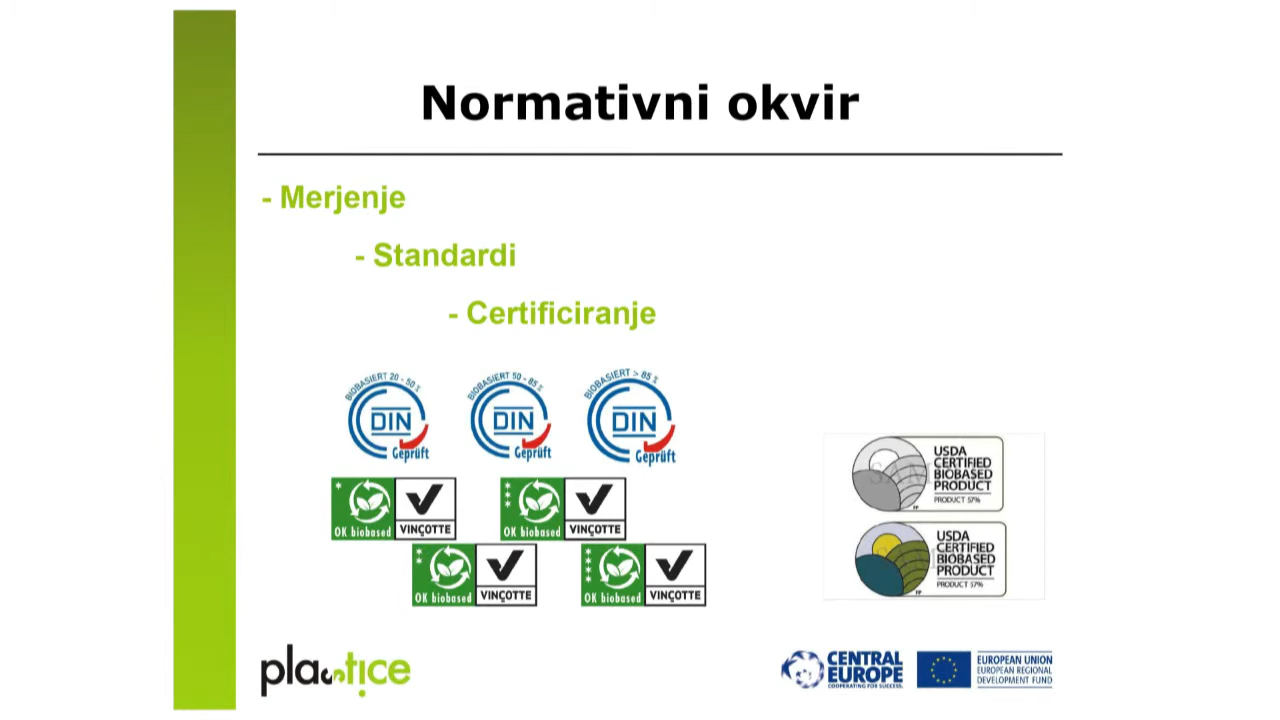 Normativni okvir
- Merjenje
- Standardi
- Certificiranje
BIOBASIERT 20 - 50 %
DIN
Geprüft
BIOBASIERT 50 - 85 %
DIN
Geprüft
BIOBASIERT > 85 %
DIN
Geprüft
OK biobased
VINÇOTTE
OK biobased
VINÇOTTE
OK biobased
VINÇOTTE
OK biobased
VINÇOTTE
USDA
CERTIFIED
BIOBASED
PRODUCT
PRODUCT 57%
FP
USDA
CERTIFIED
BIOBASED
PRODUCT
PRODUCT 57%
FP
plastice
CENTRAL
EUROPE
COOPERATING FOR SUCCESS.
EUROPEAN UNION
EUROPEAN REGIONAL
DEVELOPMENT FUND